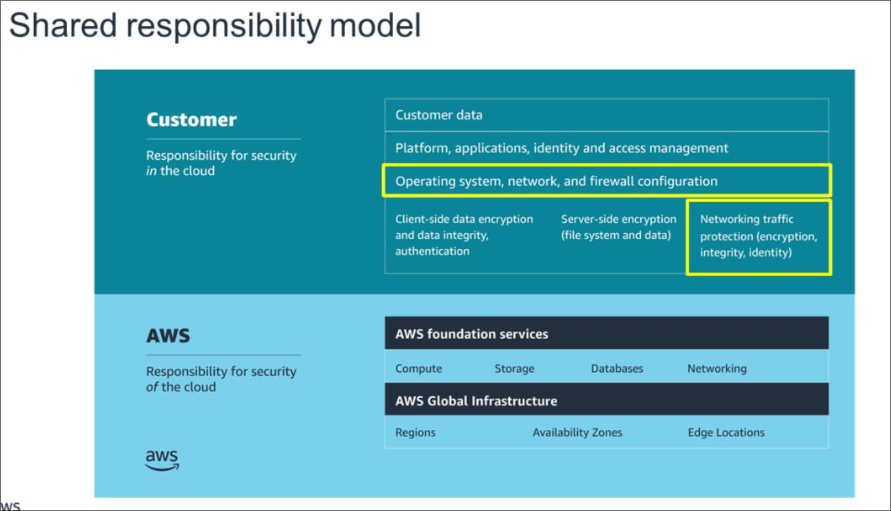 Shared responsibility model
Customer
Responsibility for security
in the cloud
Customer data
Platform, applications, identity and access management
Operating system, network, and firewall configuration
Client-side data encryption
and data integrity,
authentication
Server-side encryption
(file system and data)
Networking traffic
protection (encryption,
integrity, identity)
AWS
Responsibility for security
of the cloud
aws
AWS foundation services
Compute Storage Databases Networking
AWS Global Infrastructure
Regions Availability Zones Edge Locations
ws